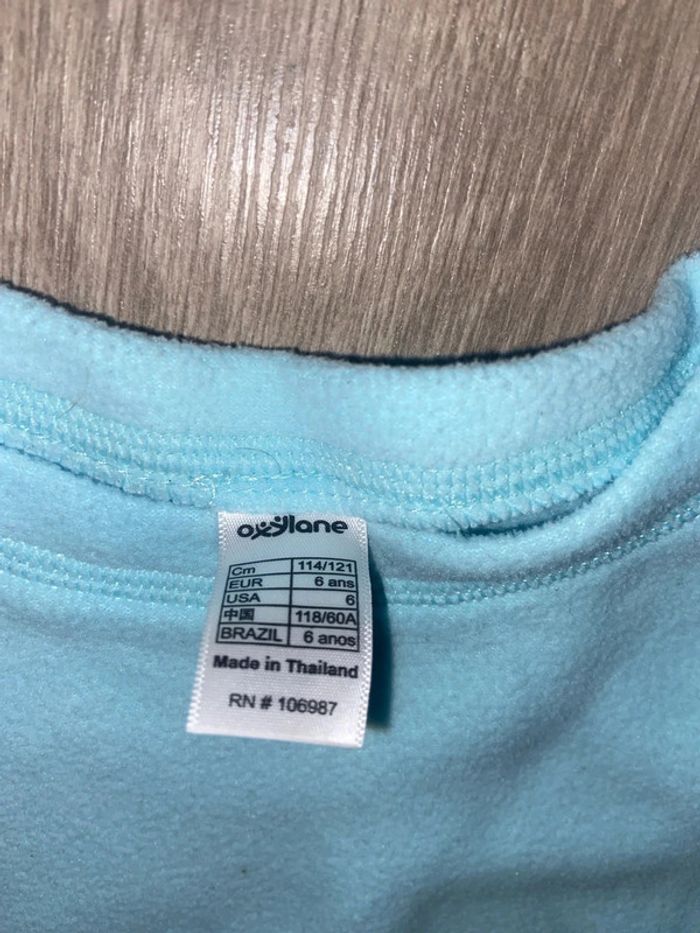 oxylane
Cm 114/121
EUR 6 ans
USA 6
中国 118/60A
BRAZIL 6 anos
Made in Thailand
RN # 106987